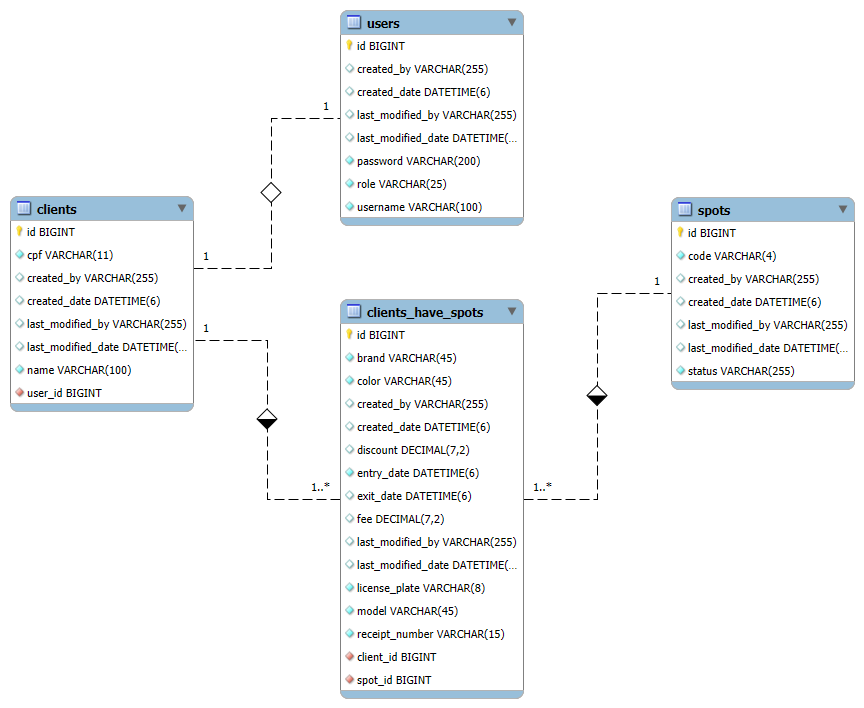 users
id BIGINT
created_by VARCHAR(255)
created_date DATETIME(6)
last_modified_by VARCHAR(255)
last_modified_date DATETIME(...
password VARCHAR(200)
role VARCHAR(25)
username VARCHAR(100)
1
1
clients
id BIGINT
cpf VARCHAR(11)
created_by VARCHAR(255)
created_date DATETIME(6)
last_modified_by VARCHAR(255)
last_modified_date DATETIME(...
name VARCHAR(100)
user_id BIGINT
1
1..*
clients_have_spots
id BIGINT
brand VARCHAR(45)
color VARCHAR(45)
created_by VARCHAR(255)
created_date DATETIME(6)
discount DECIMAL(7,2)
entry_date DATETIME(6)
exit_date DATETIME(6)
fee DECIMAL(7,2)
last_modified_by VARCHAR(255)
last_modified_date DATETIME(...
license_plate VARCHAR(8)
model VARCHAR(45)
receipt_number VARCHAR(15)
client_id BIGINT
spot_id BIGINT
1..*
1
spots
id BIGINT
code VARCHAR(4)
created_by VARCHAR(255)
created_date DATETIME(6)
last_modified_by VARCHAR(255)
last_modified_date DATETIME(...
status VARCHAR(255)